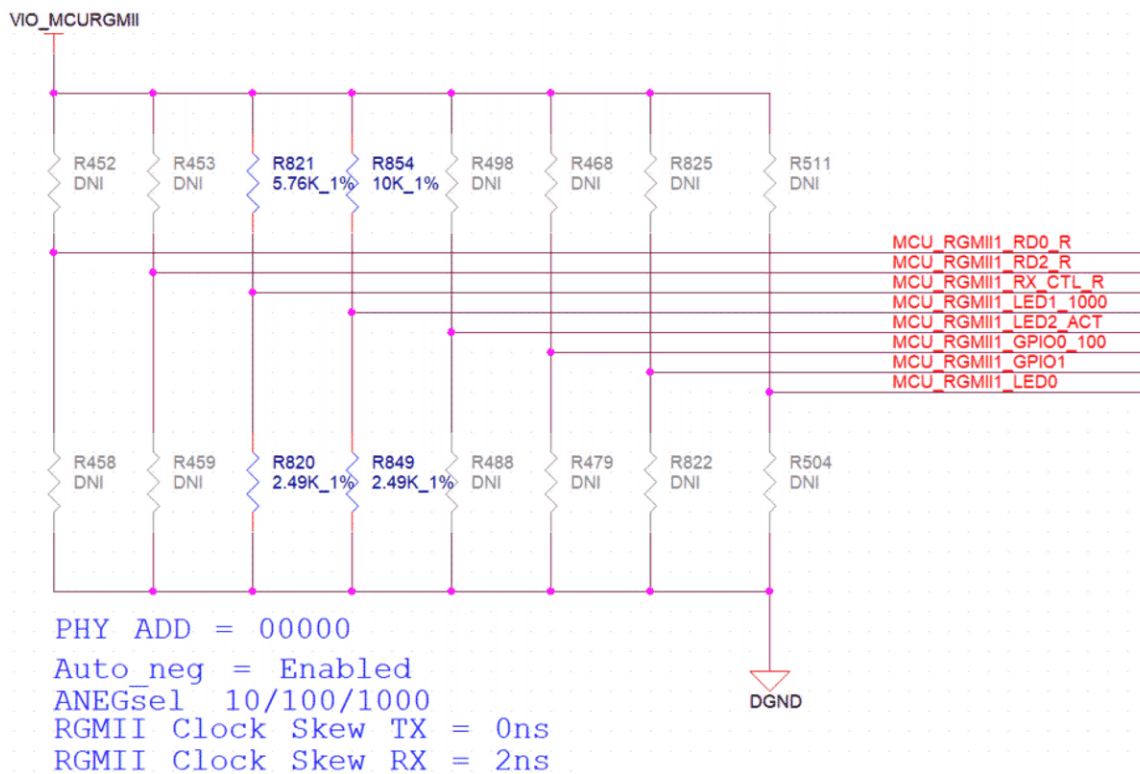 VIO_MCURGMII
R452
DNI
R453
DNI
R821
5.76K_1%
R854
10K_1%
R498
DNI
R468
DNI
R825
DNI
R511
DNI
MCU_RGMII1_RD0_R
MCU_RGMII1_RD2_R
MCU_RGMII1_RX_CTL_R
MCU_RGMII1_LED1_1000
MCU_RGMII1_LED2_ACT
MCU_RGMII1_GPIO0_100
MCU_RGMII1_GPIO1
MCU_RGMII1_LED0
R458
DNI
R459
DNI
R820
2.49K_1%
R849
2.49K_1%
R488
DNI
R479
DNI
R822
DNI
R504
DNI
PHY ADD = 00000
Auto_neg = Enabled
ANEGsel 10/100/1000
RGMII Clock Skew TX = 0ns
RGMII Clock Skew RX = 2ns
DGND